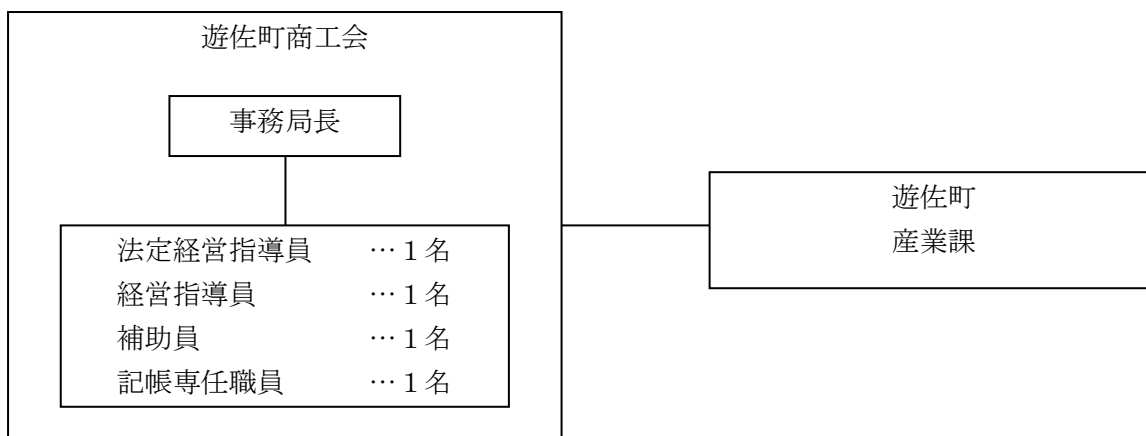 遊佐町商工会
事務局長
法定経営指導員 …１名
経営指導員 …１名
補助員 …１名
記帳専任職員 …１名
遊佐町
産業課